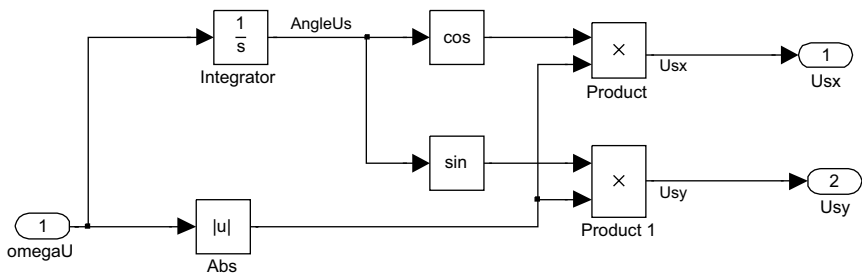 1
s
Integrator
AngleUs
cos
×
Product
Usx
1
Usx
sin
×
Product 1
Usy
2
Usy
1
omegaU
|u|
Abs